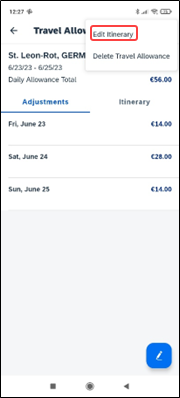 12:27
Travel Allow
Edit Itinerary
Delete Travel Allowance
St. Leon-Rot, GERM
6/23/23 - 6/25/23
Daily Allowance Total €56.00
Adjustments Itinerary
Fri, June 23 €14.00
Sat, June 24 €28.00
Sun, June 25 €14.00